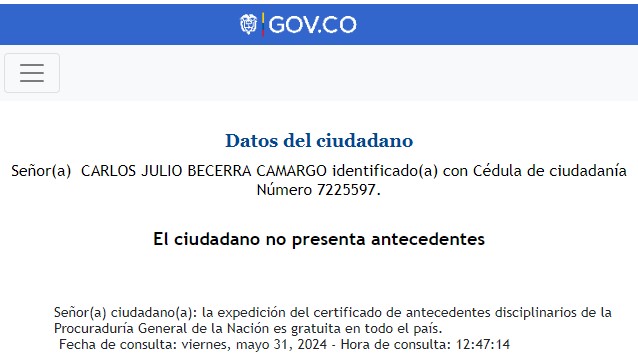 GOV.CO
Datos del ciudadano
Señor(a) CARLOS JULIO BECERRA CAMARGO identificado(a) con Cédula de ciudadanía
Número 7225597.
El ciudadano no presenta antecedentes
Señor(a) ciudadano(a): la expedición del certificado de antecedentes disciplinarios de la
Procuraduría General de la Nación es gratuita en todo el país.
Fecha de consulta: viernes, mayo 31, 2024 - Hora de consulta: 12:47:14